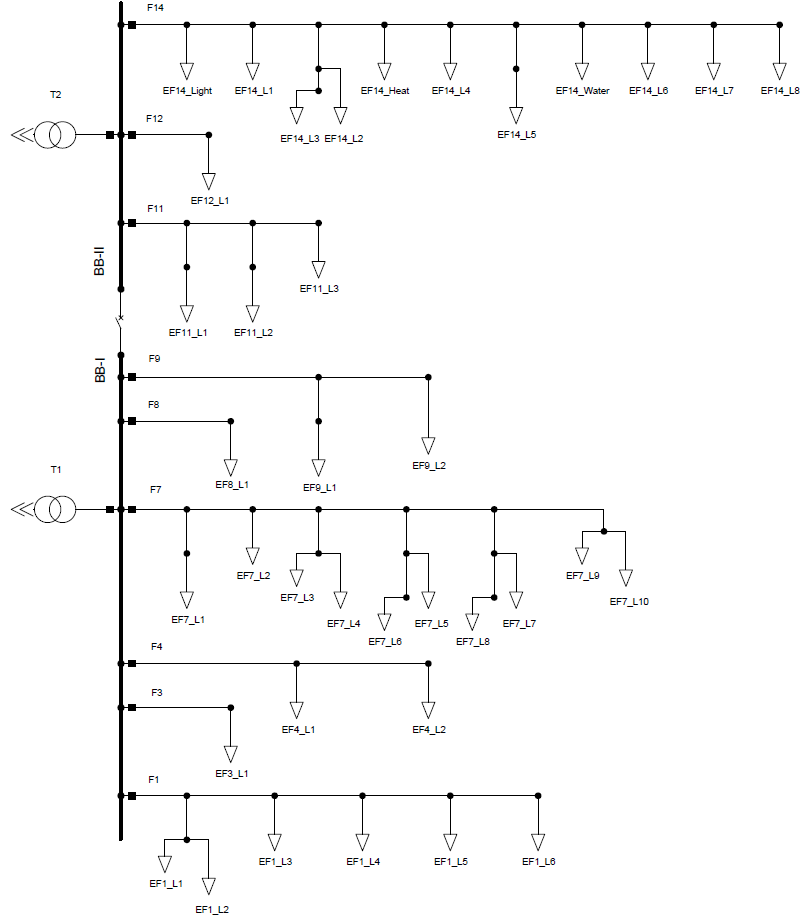 F14
EF14_Light
EF14_L1
EF14_L3
EF14_L2
EF14_Heat
EF14_L4
EF14_L5
EF14_Water
EF14_L6
EF14_L7
EF14_L8
T2
F12
EF12_L1
F11
EF11_L1
EF11_L2
EF11_L3
BB-II
BB-I
F9
EF9_L1
EF9_L2
F8
EF8_L1
T1
F7
EF7_L1
EF7_L2
EF7_L3
EF7_L4
EF7_L6
EF7_L5
EF7_L8
EF7_L7
EF7_L9
EF7_L10
F4
EF4_L1
EF4_L2
F3
EF3_L1
F1
EF1_L1
EF1_L2
EF1_L3
EF1_L4
EF1_L5
EF1_L6